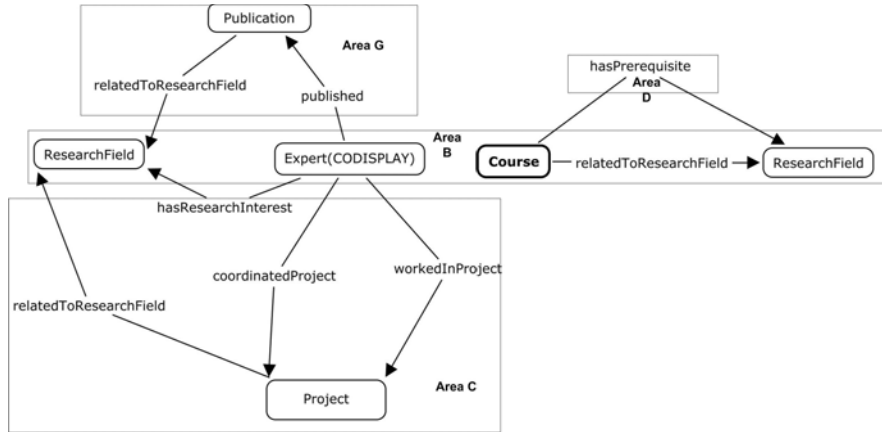 Publication
Area G
hasPrerequisite
relatedToResearchField
Area
D
published
Area
B
ResearchField
Expert(CODISPLAY)
Course
relatedToResearchField
ResearchField
hasResearchInterest
coordinatedProject
workedInProject
relatedToResearchField
Area C
Project